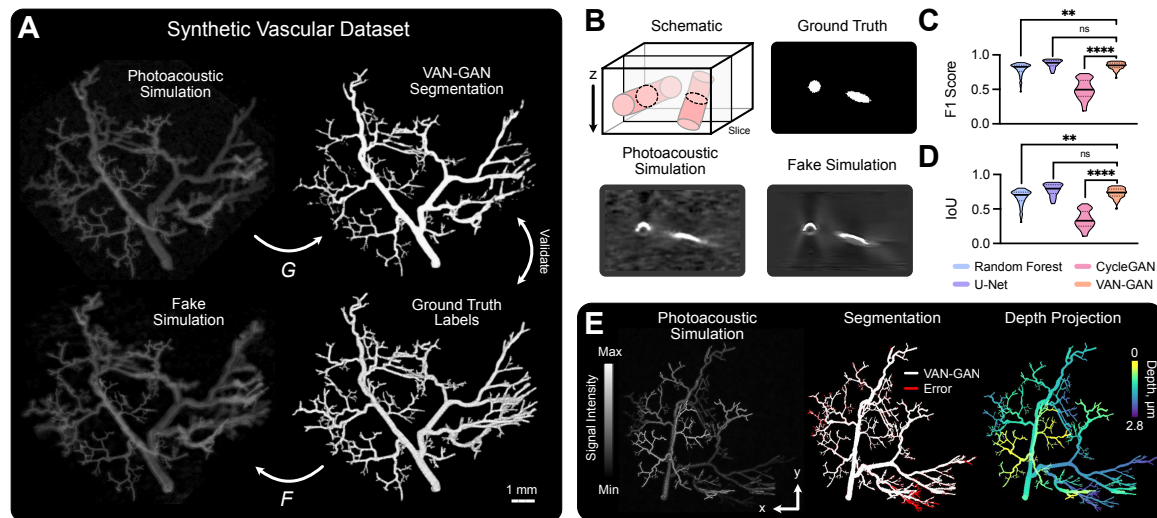 A
Synthetic Vascular Dataset
Photoacoustic
Simulation
VAN-GAN
Segmentation
G
Validate
Fake
Simulation
Ground Truth
Labels
F
1 mm
B
Schematic
Ground Truth
z
Slice
Photoacoustic
Simulation
Fake Simulation
C
**
ns
****
F1 Score
1.0
0.5
0.0
D
**
ns
****
IoU
1.0
0.5
0.0
Random Forest
CycleGAN
U-Net
VAN-GAN
E
Photoacoustic
Simulation
Segmentation
Depth Projection
Max
Signal Intensity
Min
y
x
VAN-GAN
Error
0
Depth, μm
2.8